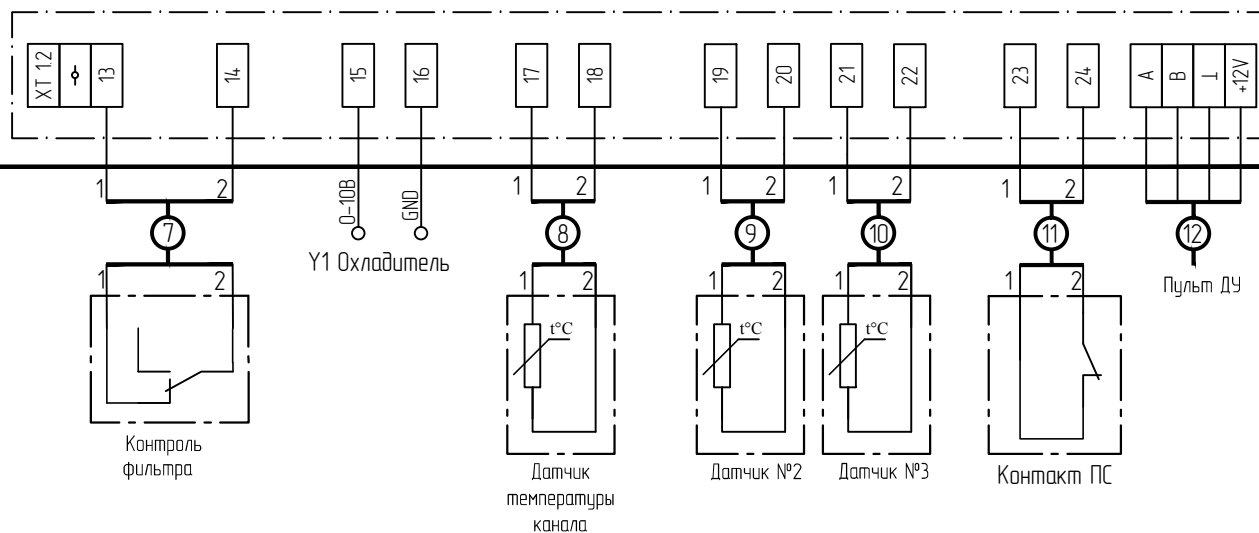 XT 1.2 13 14 15 16 17 18 19 20 21 22 23 24 A B ⊥ +12V
1 2 0-10В GND 1 2 1 2 1 2 1 2
7 8 9 10 11 12
Y1 Охладитель
Пульт ДУ
1 2 1 2 1 2 1 2 1 2
t°C t°C t°C
Контроль
фильтра
Датчик
температуры
канала
Датчик №2
Датчик №3
Контакт ПС